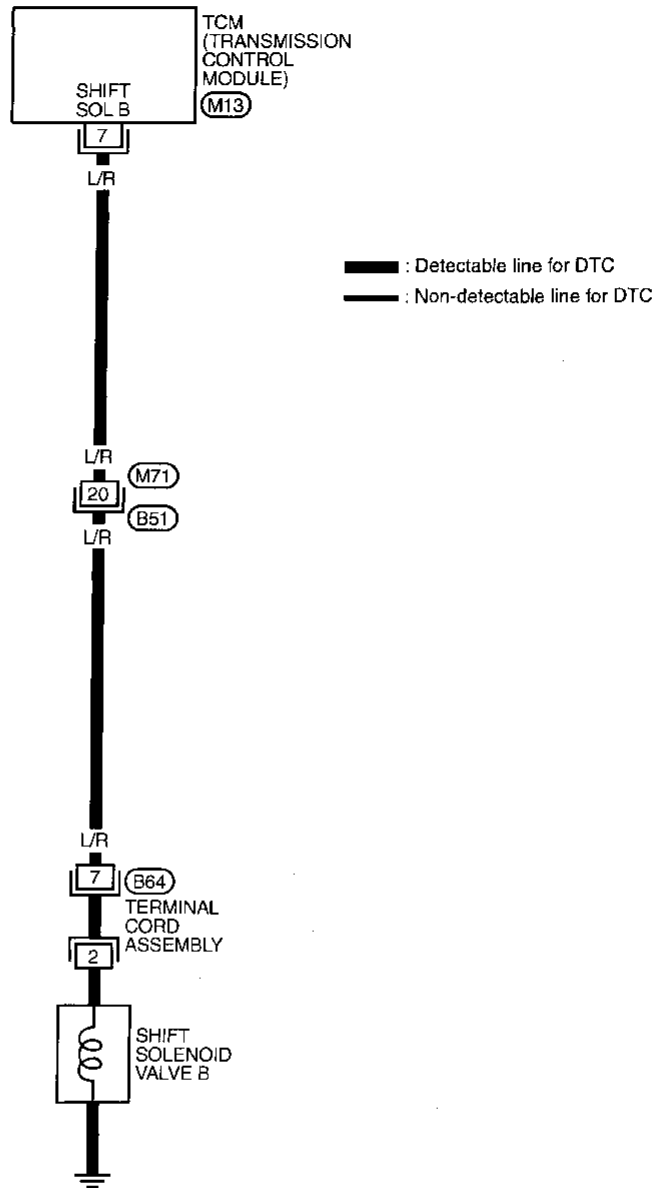 TCM
(TRANSMISSION
CONTROL
MODULE)
M13
SHIFT
SOL B
7
L/R
: Detectable line for DTC
: Non-detectable line for DTC
L/R
M71
20
B51
L/R
L/R
7
B64
TERMINAL
CORD
ASSEMBLY
2
SHIFT
SOLENOID
VALVE B